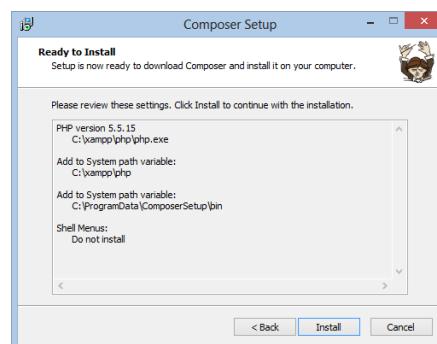 Composer Setup
Ready to Install
Setup is now ready to download Composer and install it on your computer.
Please review these settings. Click Install to continue with the installation.
PHP version 5.5.15
C:\xampp\php\php.exe
Add to System path variable:
C:\xampp\php
Add to System path variable:
C:\ProgramData\ComposerSetup\bin
Shell Menus:
Do not install
< Back
Install
Cancel